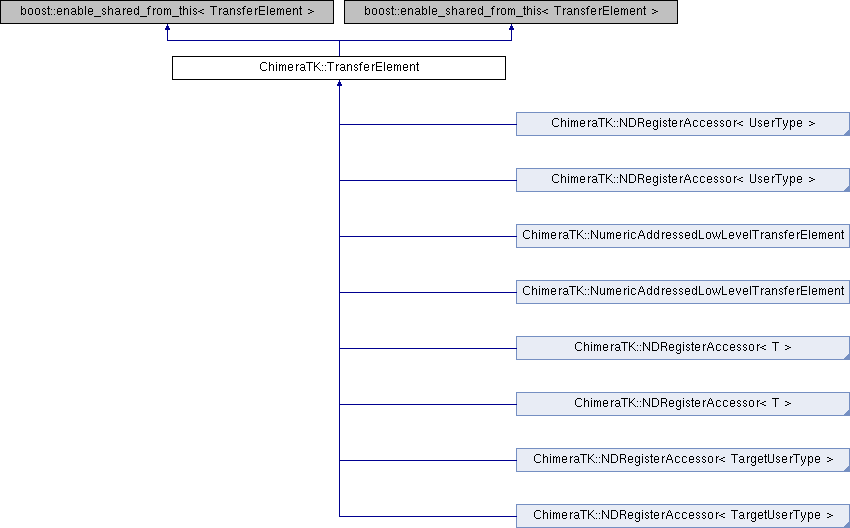 boost::enable_shared_from_this< TransferElement >
boost::enable_shared_from_this< TransferElement >
ChimeraTK::TransferElement
ChimeraTK::NDRegisterAccessor< UserType >
ChimeraTK::NDRegisterAccessor< UserType >
ChimeraTK::NumericAddressedLowLevelTransferElement
ChimeraTK::NumericAddressedLowLevelTransferElement
ChimeraTK::NDRegisterAccessor< T >
ChimeraTK::NDRegisterAccessor< T >
ChimeraTK::NDRegisterAccessor< TargetUserType >
ChimeraTK::NDRegisterAccessor< TargetUserType >